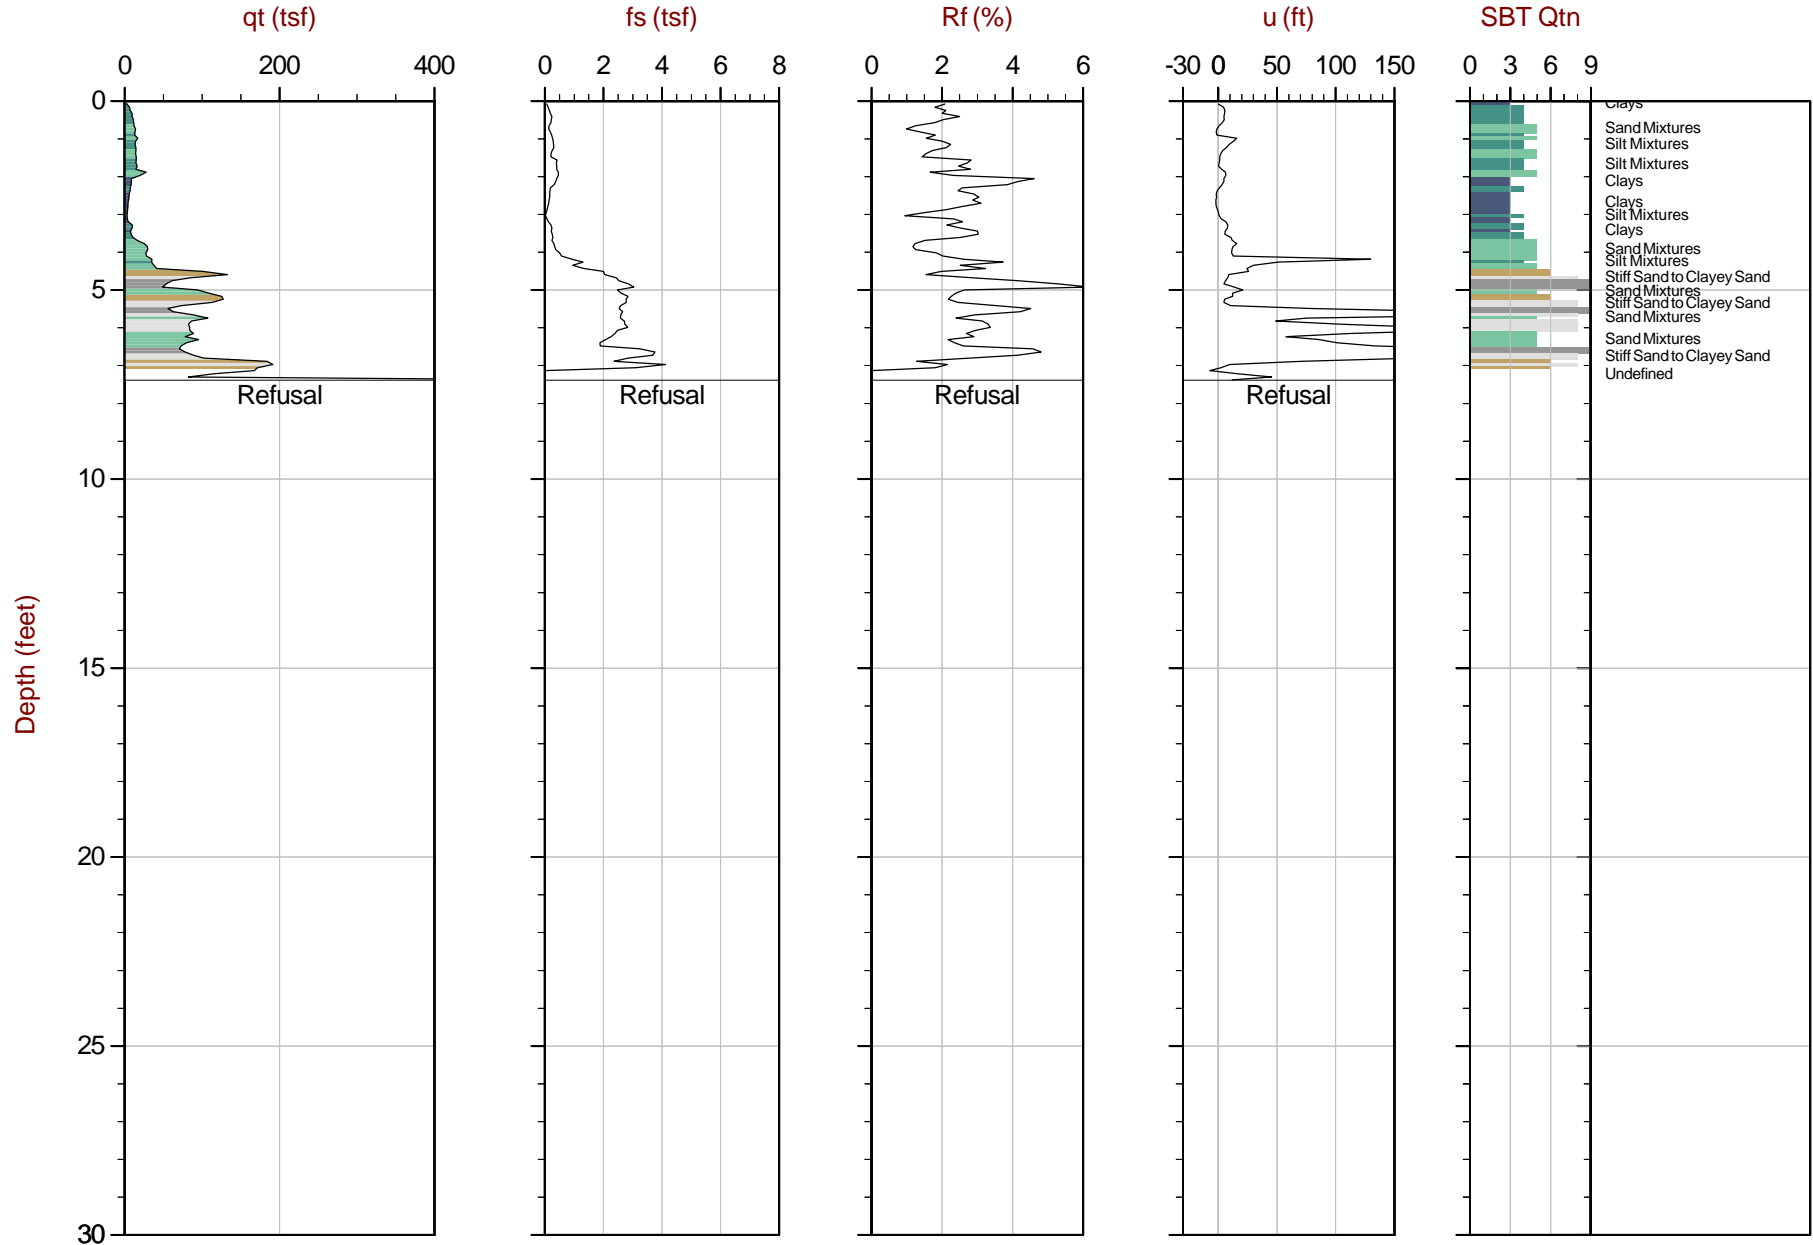 qt (tsf) fs (tsf) Rf (%) u (ft) SBT Qtn
0 200 400 0 2 4 6 8 0 2 4 6 -30 0 50 100 150 0 3 6 9
0
Clays
Sand Mixtures
Silt Mixtures
Silt Mixtures
Clays
Clays
Silt Mixtures
Clays
Sand Mixtures
Silt Mixtures
Stiff Sand to Clayey Sand
5
Sand Mixtures
Stiff Sand to Clayey Sand
Sand Mixtures
Sand Mixtures
Stiff Sand to Clayey Sand
Undefined
Refusal Refusal Refusal Refusal
10
15
Depth (feet)
20
25
30